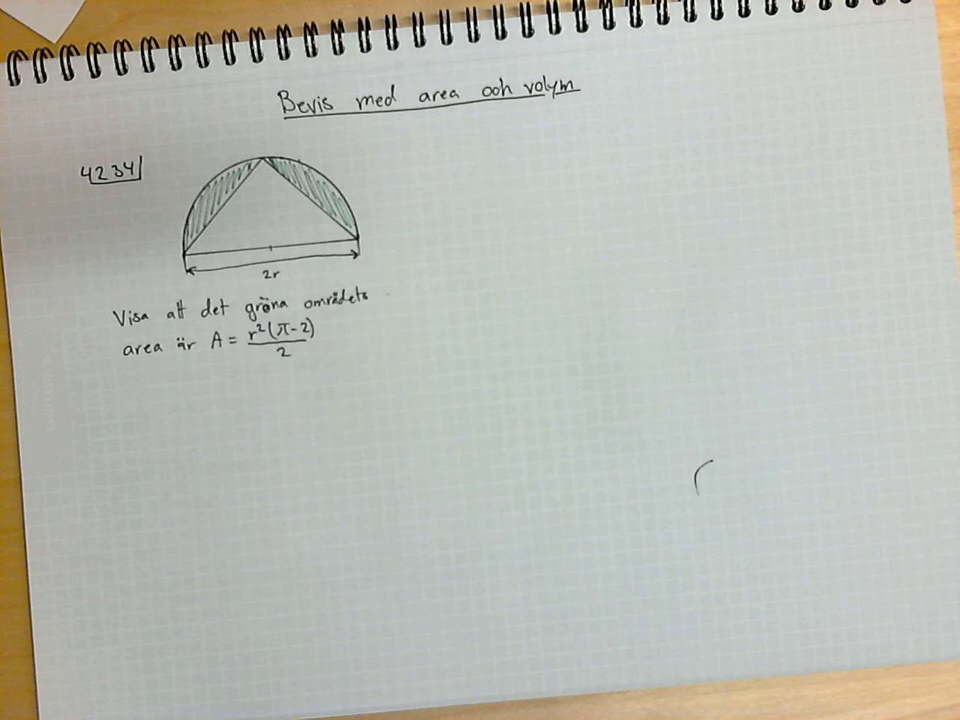 Bevis med area och volym
4234
2r
Visa att det gröna områdets
area är A = r²(π-2)/2